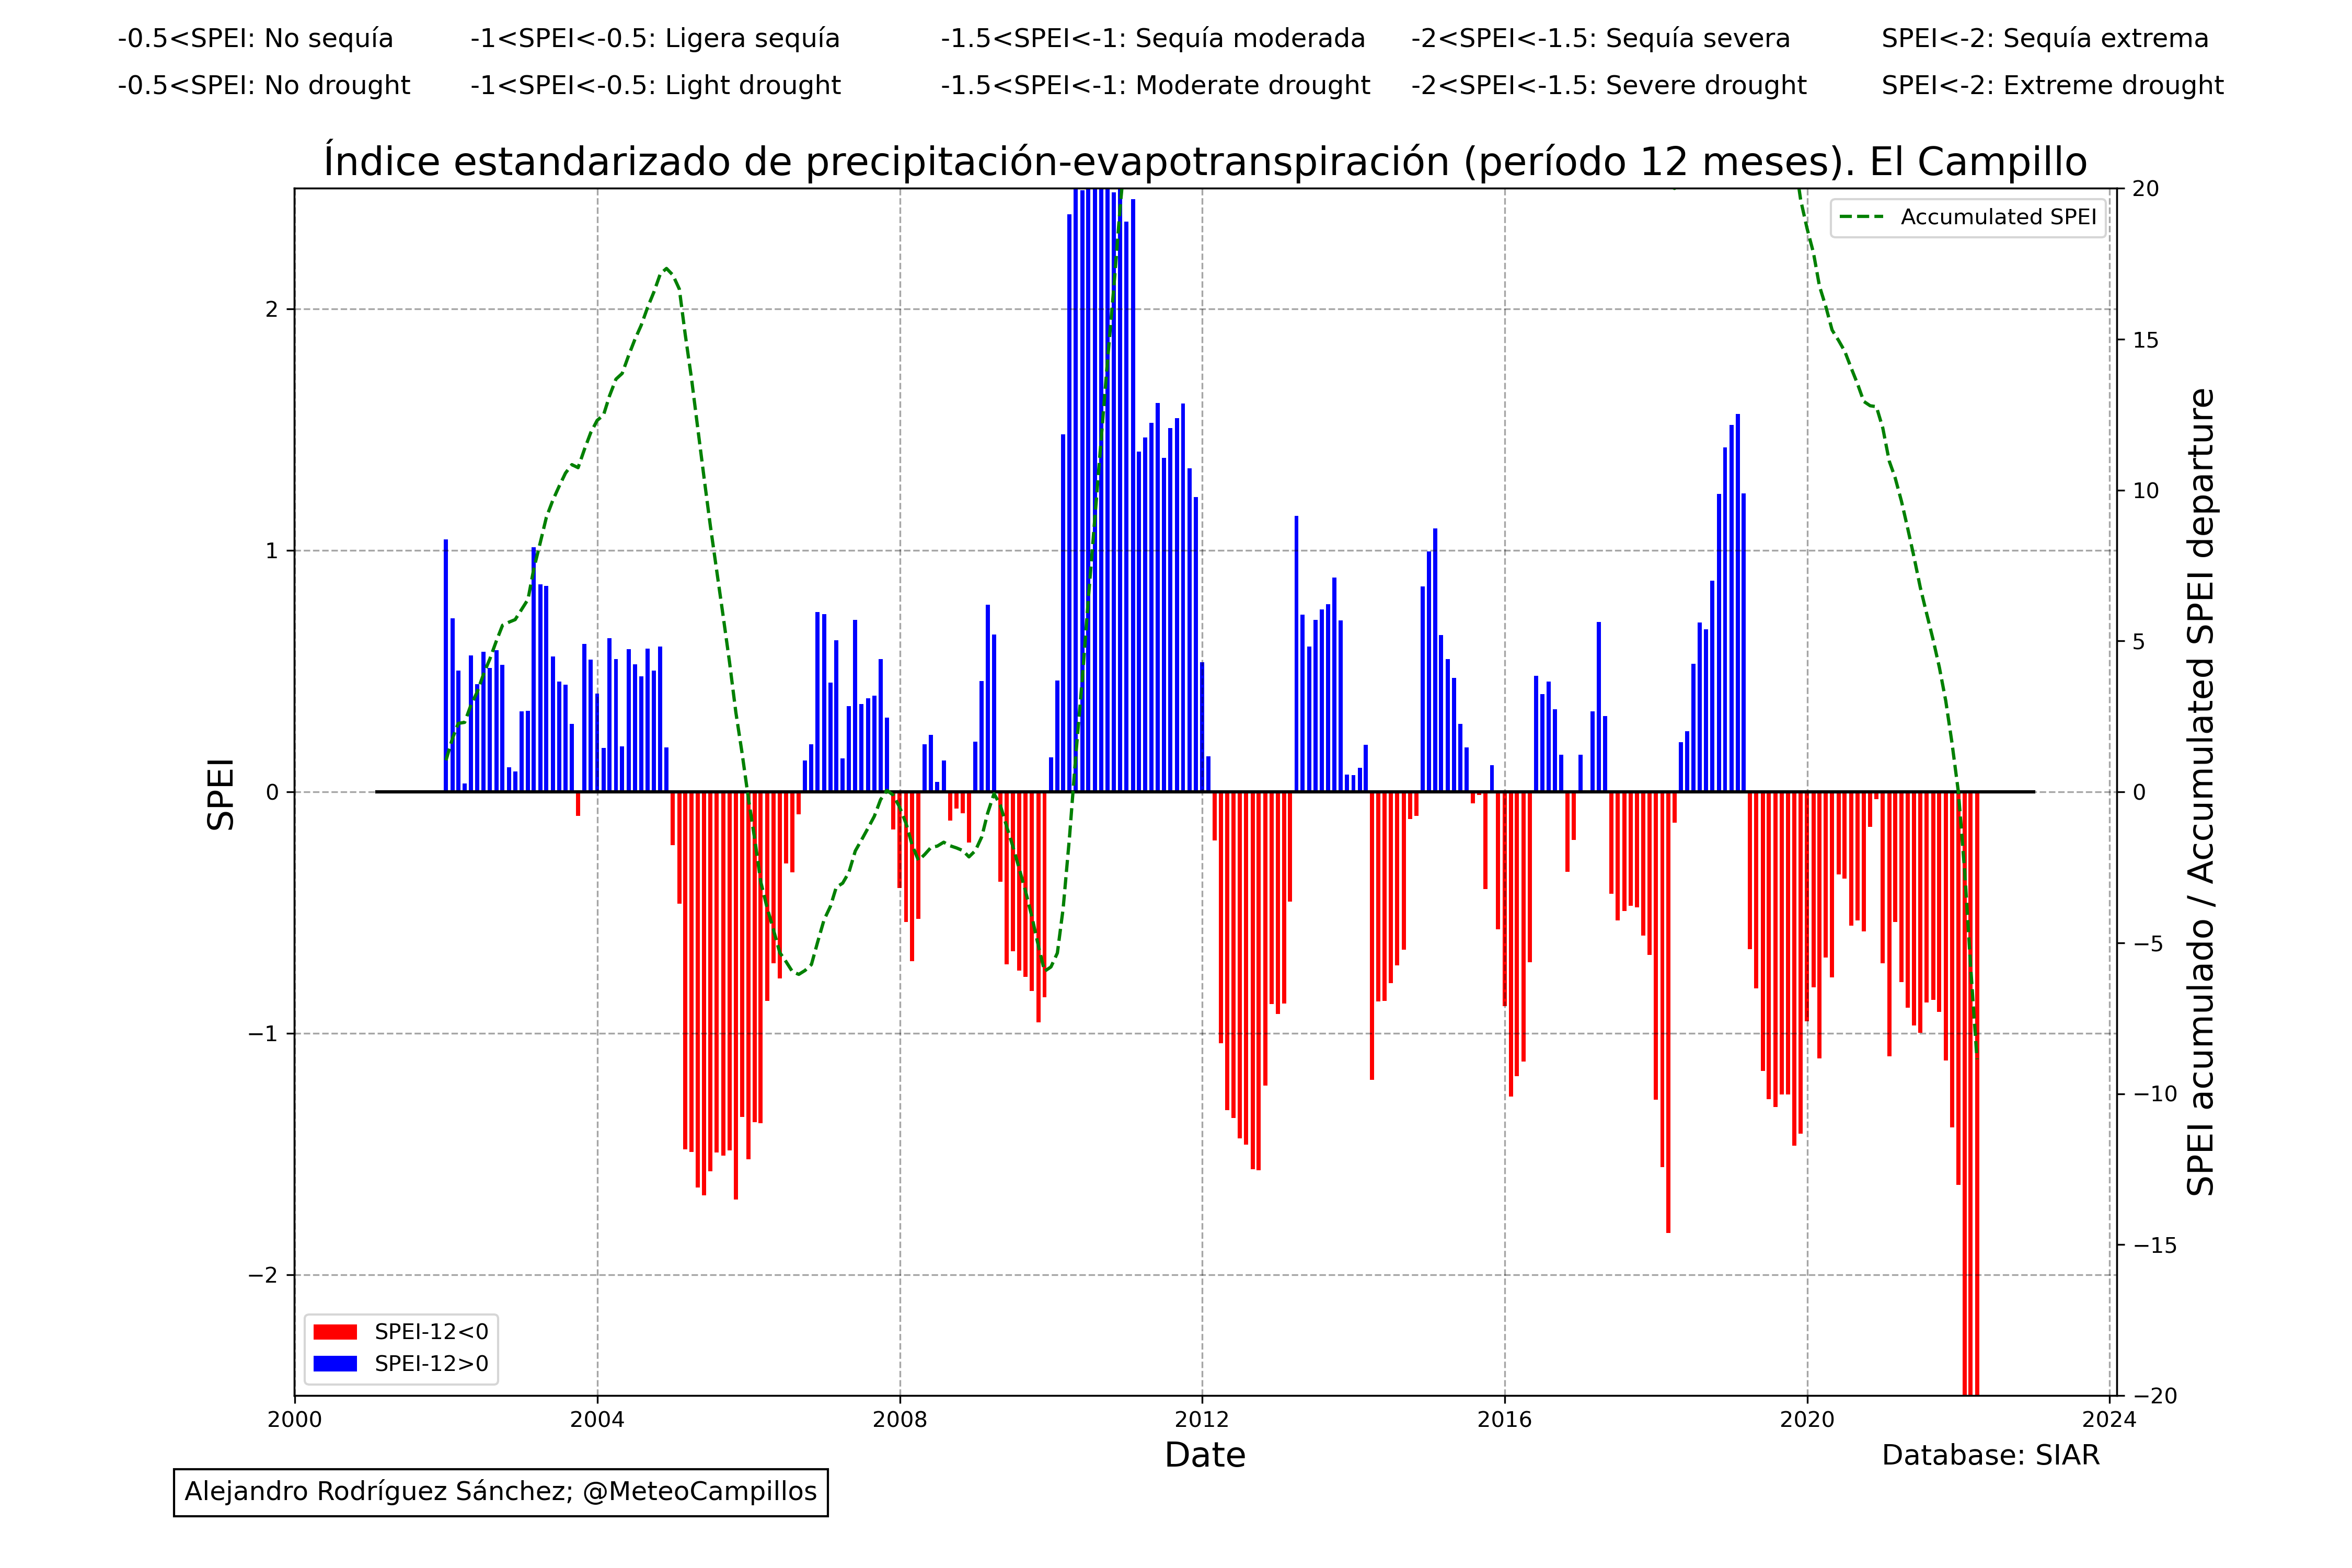 -0.5<SPEI: No sequía
-1<SPEI<-0.5: Ligera sequía
-1.5<SPEI<-1: Sequía moderada
-2<SPEI<-1.5: Sequía severa
SPEI<-2: Sequía extrema
-0.5<SPEI: No drought
-1<SPEI<-0.5: Light drought
-1.5<SPEI<-1: Moderate drought
-2<SPEI<-1.5: Severe drought
SPEI<-2: Extreme drought
Índice estandarizado de precipitación-evapotranspiración (período 12 meses). El Campillo
Accumulated SPEI
SPEI
2
1
0
−1
−2
20
15
10
5
0
−5
−10
−15
−20
SPEI acumulado / Accumulated SPEI departure
SPEI-12<0
SPEI-12>0
2000
2004
2008
2012
2016
2020
2024
Date
Database: SIAR
Alejandro Rodríguez Sánchez; @MeteoCampillos